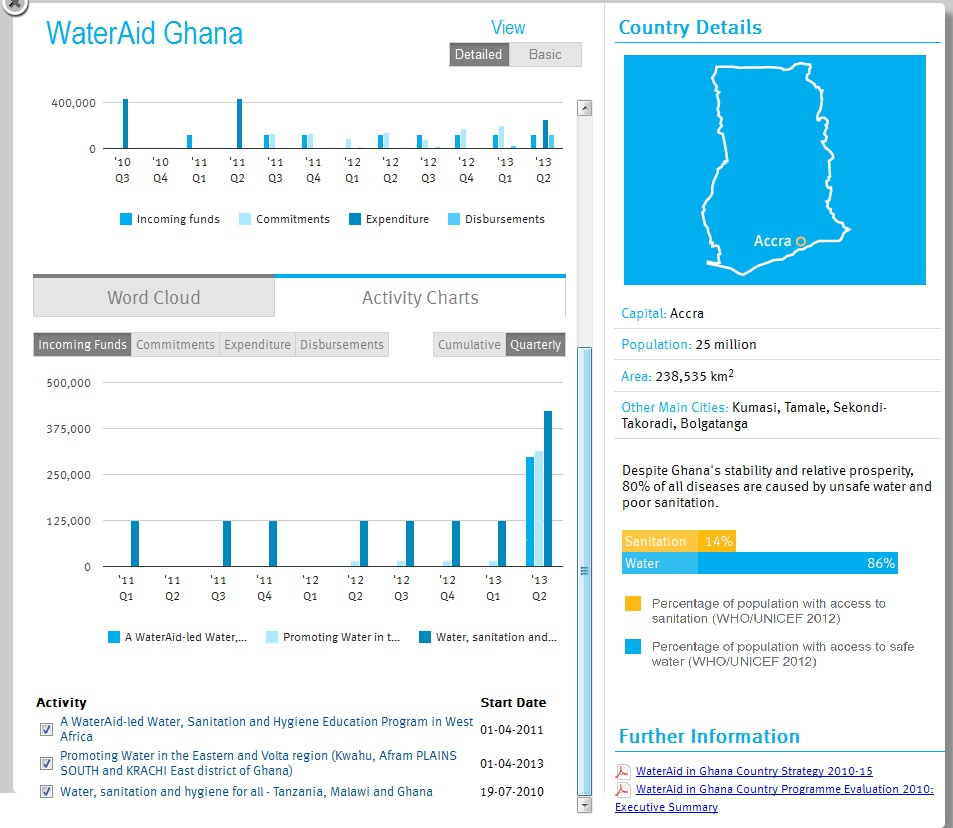 WaterAid Ghana
View
Detailed
Basic
400,000
0
'10 '10 '11 '11 '11 '11 '12 '12 '12 '12 '13 '13
Q3 Q4 Q1 Q2 Q3 Q4 Q1 Q2 Q3 Q4 Q1 Q2
Incoming funds Commitments Expenditure Disbursements
Word Cloud Activity Charts
Incoming Funds Commitments Expenditure Disbursements Cumulative Quarterly
500,000
375,000
250,000
125,000
0
'11 '11 '11 '11 '12 '12 '12 '12 '13 '13
Q1 Q2 Q3 Q4 Q1 Q2 Q3 Q4 Q1 Q2
A WaterAid-led Water,... Promoting Water in t... Water, sanitation and...
Activity Start Date
A WaterAid-led Water, Sanitation and Hygiene Education Program in West
Africa
01-04-2011
Promoting Water in the Eastern and Volta region (Kwahu, Afram PLAINS
SOUTH and KRACHI East district of Ghana)
01-04-2013
Water, sanitation and hygiene for all - Tanzania, Malawi and Ghana 19-07-2010
Country Details
Accra
Capital: Accra
Population: 25 million
Area: 238,535 km²
Other Main Cities: Kumasi, Tamale, Sekondi-
Takoradi, Bolgatanga
Despite Ghana's stability and relative prosperity,
80% of all diseases are caused by unsafe water and
poor sanitation.
Sanitation 14%
Water 86%
Percentage of population with access to
sanitation (WHO/UNICEF 2012)
Percentage of population with access to safe
water (WHO/UNICEF 2012)
Further Information
WaterAid in Ghana Country Strategy 2010-15
WaterAid in Ghana Country Programme Evaluation 2010:
Executive Summary